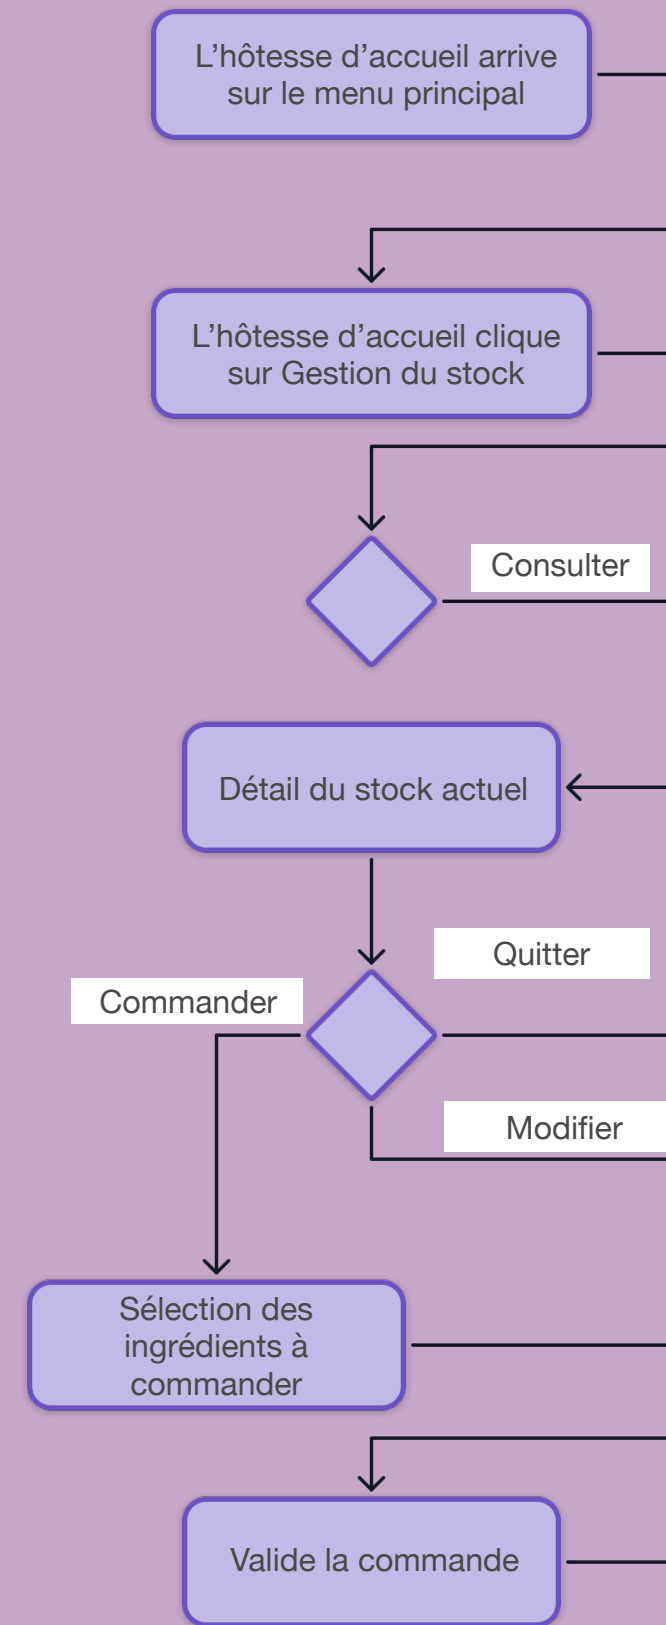 L’hôtesse d’accueil arrive
sur le menu principal
L’hôtesse d’accueil clique
sur Gestion du stock
Consulter
Détail du stock actuel
Quitter
Commander
Modifier
Sélection des
ingrédients à
commander
Valide la commande